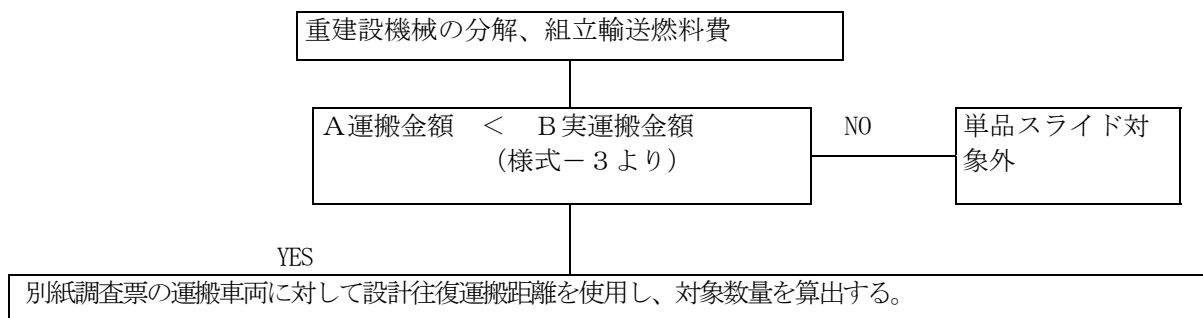 重建設機械の分解、組立輸送燃料費
A運搬金額 < B実運搬金額
(様式-3より)
NO
単品スライド対
象外
YES
別紙調査票の運搬車両に対して設計往復運搬距離を使用し、対象数量を算出する。